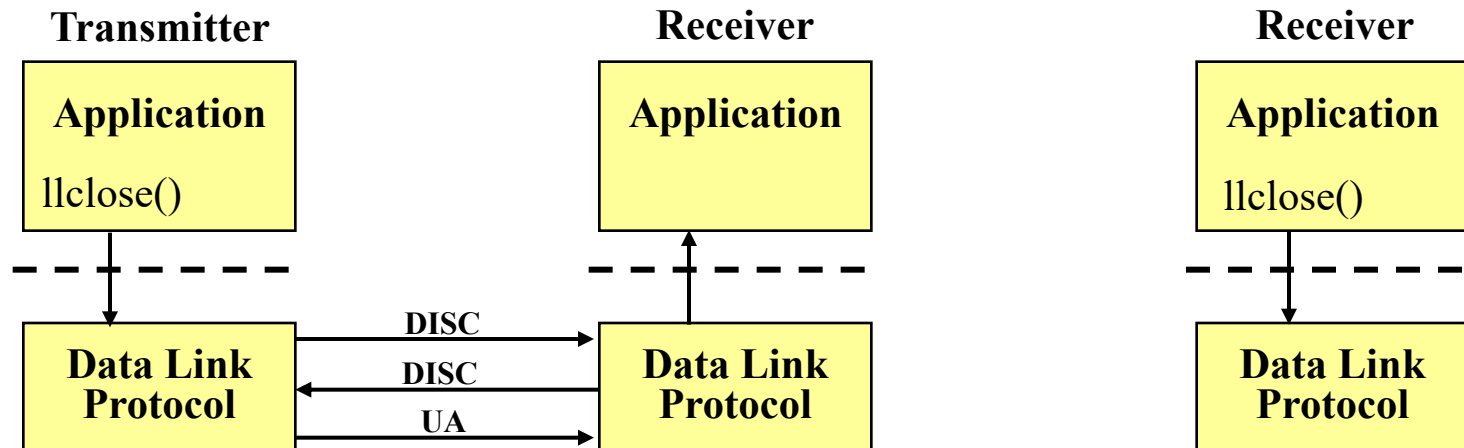 Transmitter
Receiver
Receiver
Application
Application
Application
llclose()
llclose()
DISC
Data Link
Protocol
DISC
UA
Data Link
Protocol
Data Link
Protocol